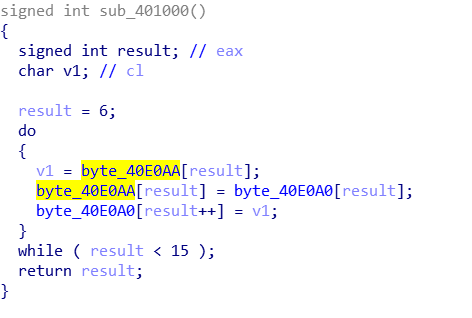 signed int sub_401000()
{
signed int result; // eax
char v1; // cl
result = 6;
do
{
v1 = byte_40E0AA[result];
byte_40E0AA[result] = byte_40E0A0[result];
byte_40E0A0[result++] = v1;
}
while ( result < 15 );
return result;
}